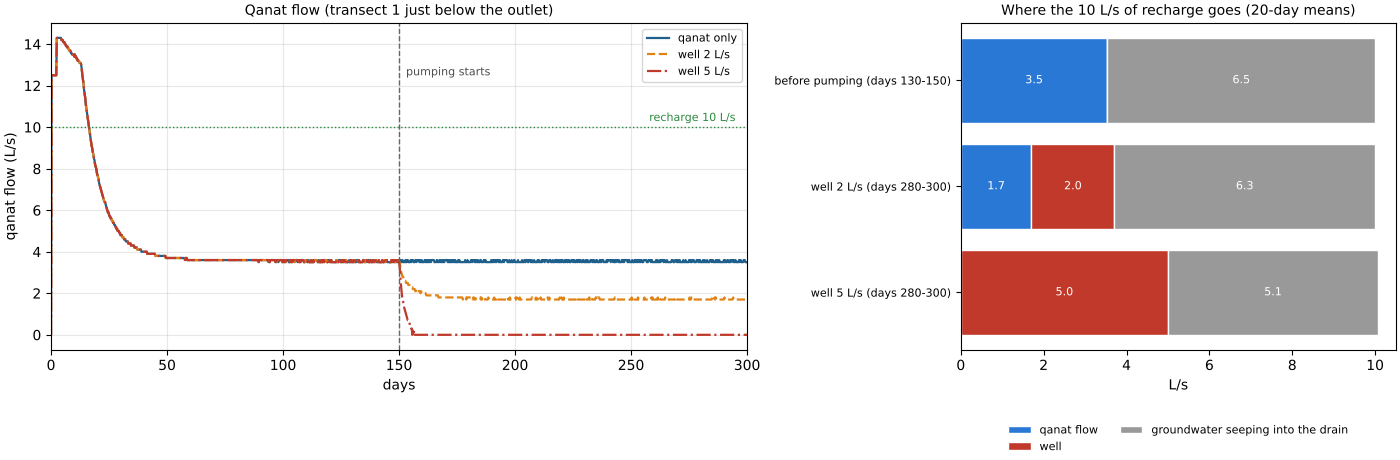 Qanat flow (transect 1 just below the outlet)
qanat flow (L/s)
14
12
10
8
6
4
2
0
qanat only
well 2 L/s
well 5 L/s
pumping starts
recharge 10 L/s
0 50 100 150 200 250 300
days
Where the 10 L/s of recharge goes (20-day means)
before pumping (days 130-150) 3.5 6.5
well 2 L/s (days 280-300) 1.7 2.0 6.3
well 5 L/s (days 280-300) 5.0 5.1
0 2 4 6 8 10
L/s
qanat flow
well
groundwater seeping into the drain